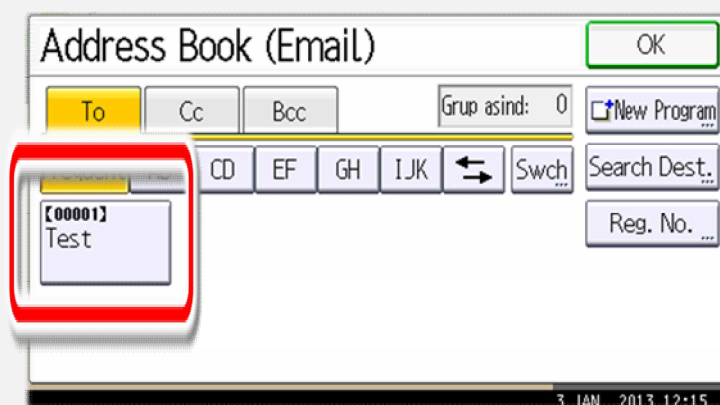 Address Book (Email)
OK
To
Cc
Bcc
Grup asind: 0
New Program
CD
EF
GH
IJK
Swch
Search Dest.
【00001】
Test
Reg. No.
3 JAN 2013 12:15